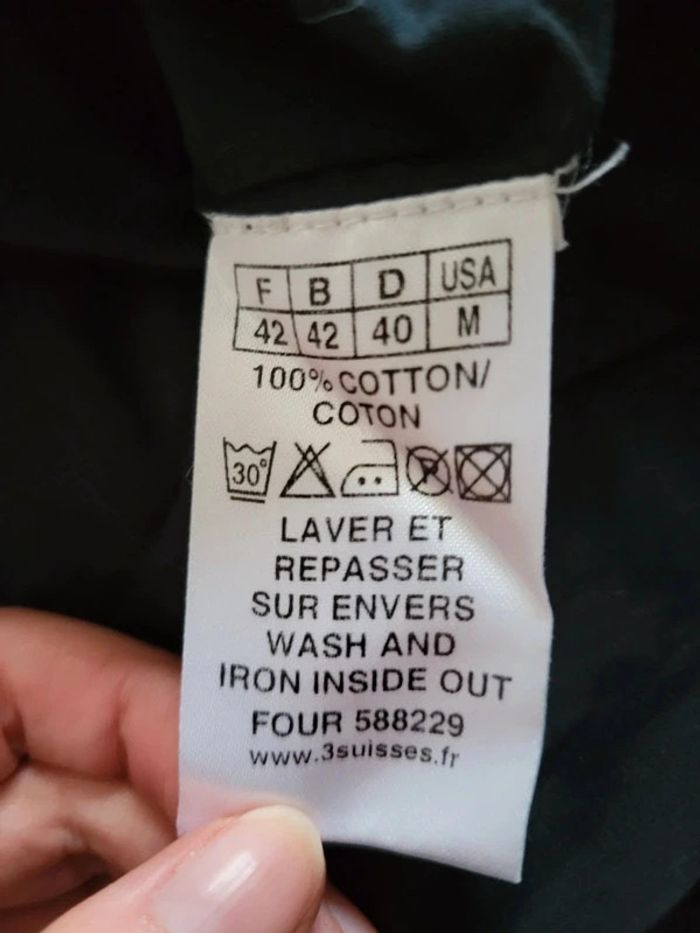 F B D USA
42 42 40 M
100% COTTON/
COTON
30°
P
LAVER ET
REPASSER
SUR ENVERS
WASH AND
IRON INSIDE OUT
FOUR 588229
www.3suisses.fr